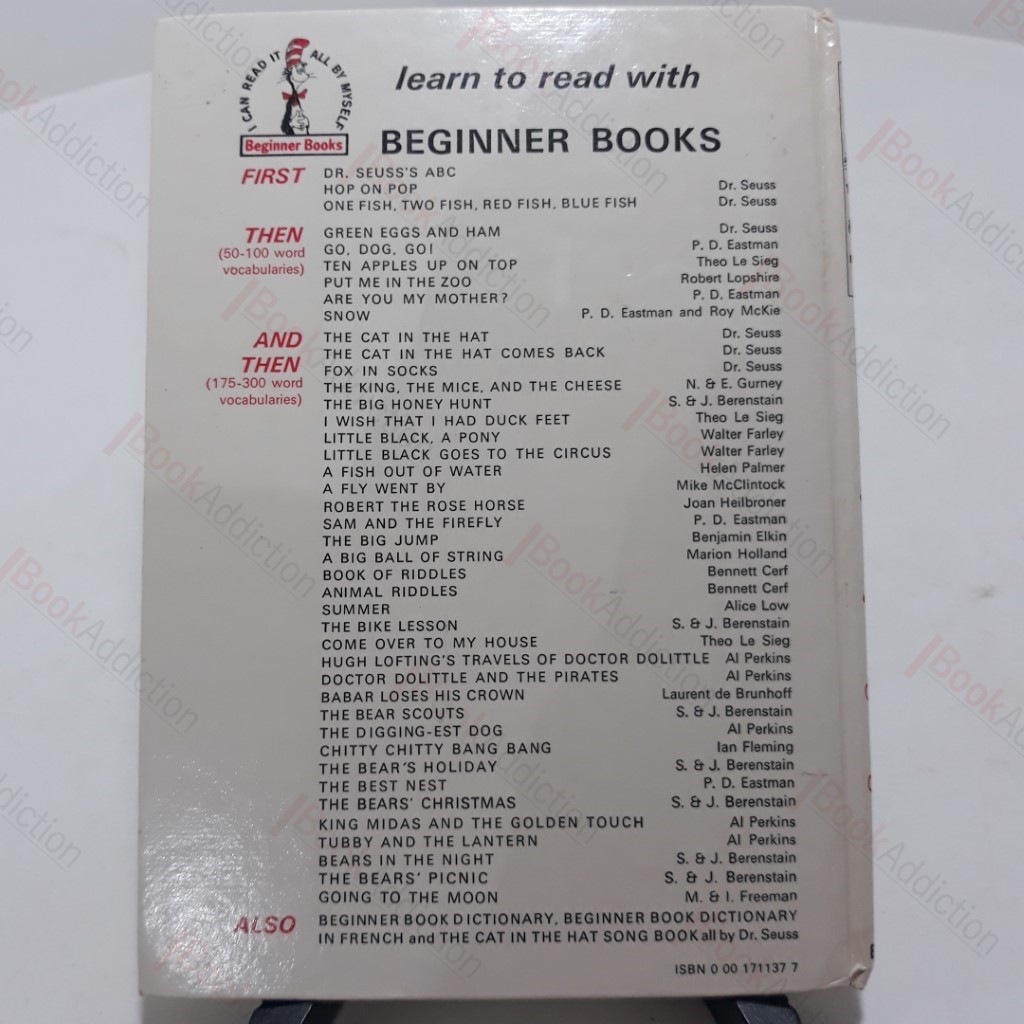 I CAN READ IT ALL BY MYSELF
Beginner Books
learn to read with
BEGINNER BOOKS
FIRST DR. SEUSS'S ABC
HOP ON POP Dr. Seuss
ONE FISH, TWO FISH, RED FISH, BLUE FISH Dr. Seuss
THEN GREEN EGGS AND HAM Dr. Seuss
(50-100 word GO, DOG, GO! P. D. Eastman
vocabularies) TEN APPLES UP ON TOP Theo Le Sieg
PUT ME IN THE ZOO Robert Lopshire
ARE YOU MY MOTHER? P. D. Eastman
SNOW P. D. Eastman and Roy McKie
AND THE CAT IN THE HAT Dr. Seuss
THEN THE CAT IN THE HAT COMES BACK Dr. Seuss
FOX IN SOCKS Dr. Seuss
(175-300 word THE KING, THE MICE, AND THE CHEESE N. & E. Gurney
vocabularies) THE BIG HONEY HUNT S. & J. Berenstain
I WISH THAT I HAD DUCK FEET Theo Le Sieg
LITTLE BLACK, A PONY Walter Farley
LITTLE BLACK GOES TO THE CIRCUS Walter Farley
A FISH OUT OF WATER Helen Palmer
A FLY WENT BY Mike McClintock
ROBERT THE ROSE HORSE Joan Heilbroner
SAM AND THE FIREFLY P. D. Eastman
THE BIG JUMP Benjamin Elkin
A BIG BALL OF STRING Marion Holland
BOOK OF RIDDLES Bennett Cerf
ANIMAL RIDDLES Bennett Cerf
SUMMER Alice Low
THE BIKE LESSON S. & J. Berenstain
COME OVER TO MY HOUSE Theo Le Sieg
HUGH LOFTING'S TRAVELS OF DOCTOR DOLITTLE Al Perkins
DOCTOR DOLITTLE AND THE PIRATES Al Perkins
BABAR LOSES HIS CROWN Laurent de Brunhoff
THE BEAR SCOUTS S. & J. Berenstain
THE DIGGING-EST DOG Al Perkins
CHITTY CHITTY BANG BANG Ian Fleming
THE BEAR'S HOLIDAY S. & J. Berenstain
THE BEST NEST P. D. Eastman
THE BEARS' CHRISTMAS S. & J. Berenstain
KING MIDAS AND THE GOLDEN TOUCH Al Perkins
TUBBY AND THE LANTERN Al Perkins
BEARS IN THE NIGHT S. & J. Berenstain
THE BEARS' PICNIC S. & J. Berenstain
GOING TO THE MOON M. & I. Freeman
ALSO BEGINNER BOOK DICTIONARY, BEGINNER BOOK DICTIONARY
IN FRENCH and THE CAT IN THE HAT SONG BOOK all by Dr. Seuss
ISBN 0 00 171137 7
BookAddiction